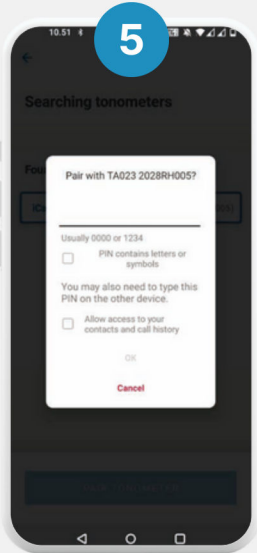 5
10.51
Searching tonometers
Pair with TA023 2028RH005?
Usually 0000 or 1234
PIN contains letters or
symbols
You may also need to type this
PIN on the other device.
Allow access to your
contacts and call history
OK
Cancel